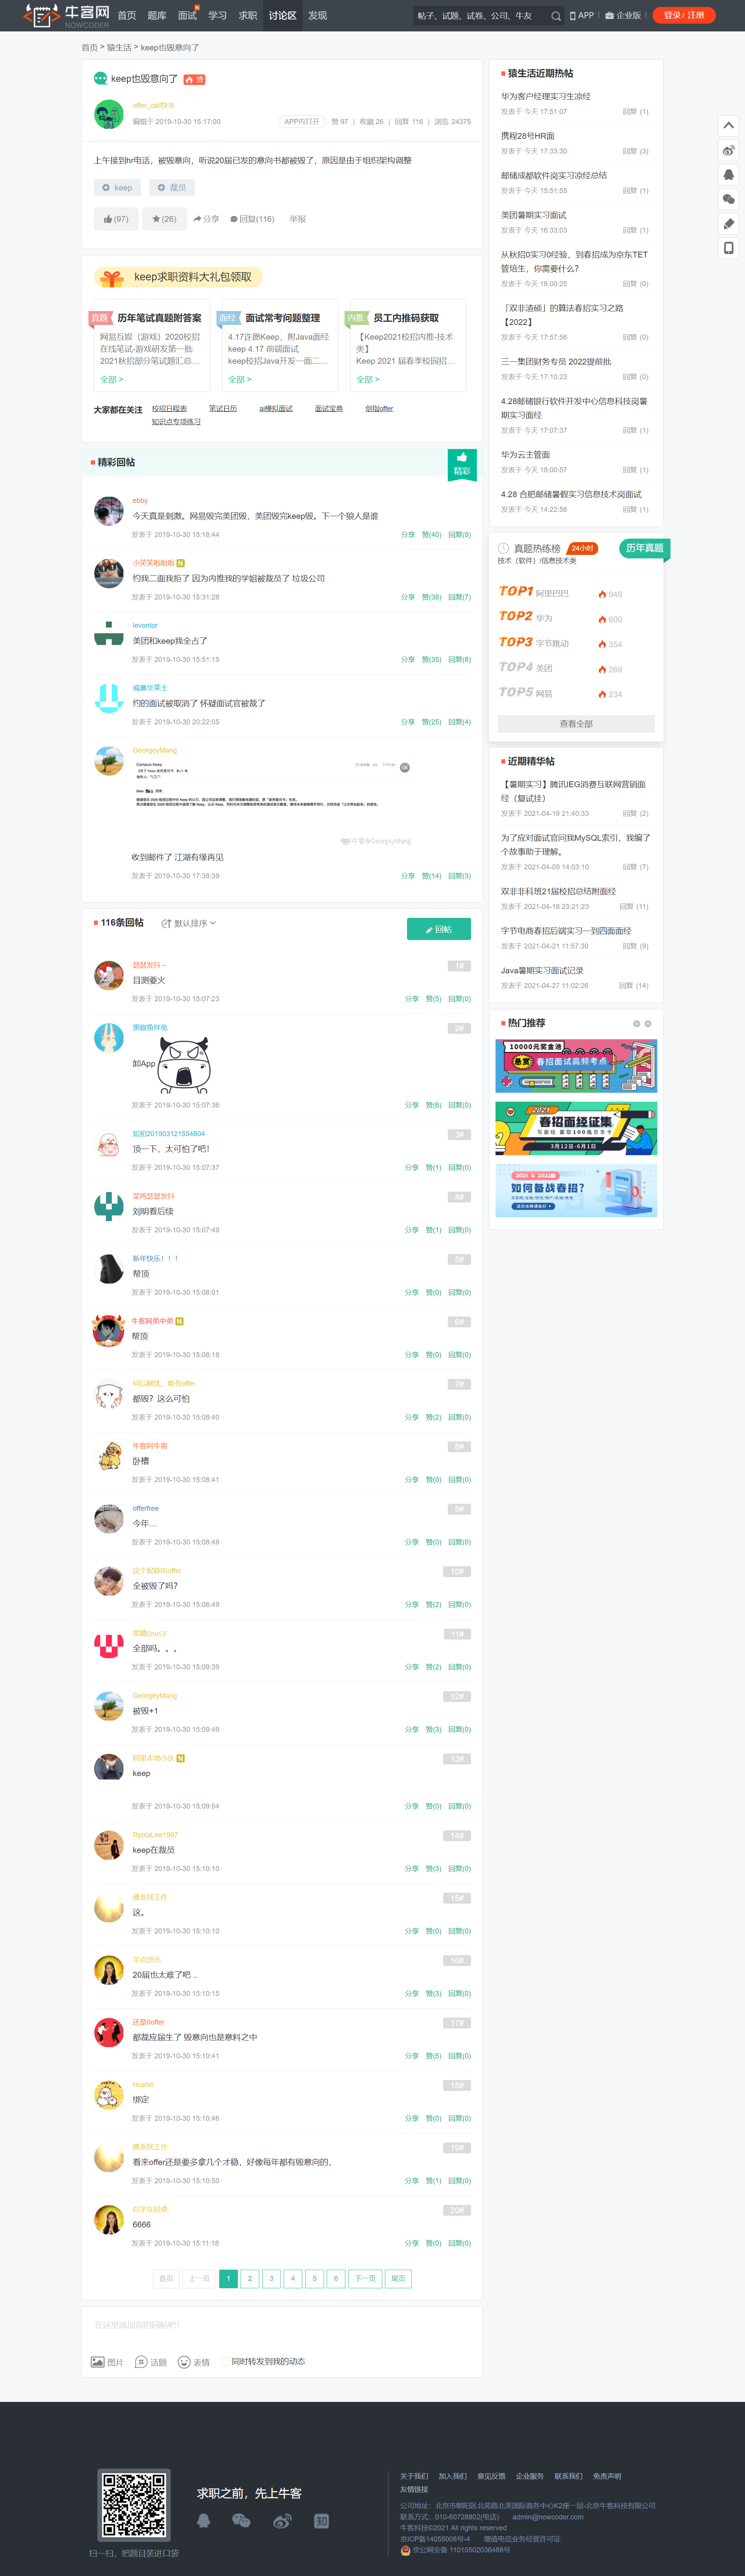 牛客网 NOWCODER 首页 题库 面试 学习 求职 讨论区 发现 帖子、试题、试卷、公司、牛友 APP 企业版 登录 / 注册
首页 > 猿生活 > keep也毁意向了
keep也毁意向了 烫
offer_call快来
编辑于 2019-10-30 15:17:00 APP内打开 赞 97 | 收藏 26 | 回复 116 | 浏览 24375
上午接到hr电话，被毁意向，听说20届已发的意向书都被毁了，原因是由于组织架构调整
keep 裁员
(97) (26) 分享 回复(116) 举报
keep求职资料大礼包领取
真题 历年笔试真题附答案
网易互娱（游戏）2020校招
在线笔试-游戏研发第一批
2021秋招部分笔试题汇总...
全部 >
面经 面试常考问题整理
4.17许愿Keep，附Java面经
keep 4.17 前端面试
keep校招Java开发一面二...
全部 >
内推 员工内推码获取
【Keep2021校招内推-技术
类】
Keep 2021 届春季校园招...
全部 >
大家都在关注 校招日程表 笔试日历 ai模拟面试 面试宝典 剑指offer
知识点专项练习
精彩回帖 精彩
ebby
今天真是刺激。网易毁完美团毁，美团毁完keep毁。下一个狼人是谁
发表于 2019-10-30 15:18:44 分享 赞(40) 回复(9)
小笑笑啦啦啦
约我二面我拒了 因为内推我的学姐被裁员了 垃圾公司
发表于 2019-10-30 15:31:28 分享 赞(38) 回复(7)
levontor
美团和keep我全占了
发表于 2019-10-30 15:51:15 分享 赞(35) 回复(8)
威廉华莱士
约的面试被取消了 怀疑面试官被裁了
发表于 2019-10-30 20:22:05 分享 赞(25) 回复(4)
GeorgeyMang
Campus Keep
牛客@GeorgeyMang
收到邮件了 江湖有缘再见
发表于 2019-10-30 17:38:39 分享 赞(14) 回复(3)
116条回帖 默认排序 回帖
瑟瑟发抖~ 1#
目测要火
发表于 2019-10-30 15:07:23 分享 赞(5) 回复(0)
黑脸鱼拌兔 2#
卸App
发表于 2019-10-30 15:07:36 分享 赞(6) 回复(0)
如初201903121554604 3#
顶一下，太可怕了吧！
发表于 2019-10-30 15:07:37 分享 赞(1) 回复(0)
菜鸡瑟瑟发抖 4#
刘明看后续
发表于 2019-10-30 15:07:49 分享 赞(1) 回复(0)
新年快乐！！！ 5#
帮顶
发表于 2019-10-30 15:08:01 分享 赞(0) 回复(0)
牛客网弟中弟 6#
帮顶
发表于 2019-10-30 15:08:18 分享 赞(0) 回复(0)
何以解忧，唯有offer 7#
都毁？这么可怕
发表于 2019-10-30 15:08:40 分享 赞(2) 回复(0)
牛客阿牛哥 8#
卧槽
发表于 2019-10-30 15:08:41 分享 赞(0) 回复(0)
offerfree 9#
今年…
发表于 2019-10-30 15:08:48 分享 赞(0) 回复(0)
这个昵称叫offer 10#
全被毁了吗？
发表于 2019-10-30 15:08:49 分享 赞(2) 回复(0)
11#
全部吗。。。
发表于 2019-10-30 15:09:39 分享 赞(2) 回复(0)
GeorgeyMang 12#
被毁+1
发表于 2019-10-30 15:09:49 分享 赞(3) 回复(0)
阿里本地小伙 13#
keep
发表于 2019-10-30 15:09:54 分享 赞(0) 回复(0)
RyotaLee1997 14#
keep在裁员
发表于 2019-10-30 15:10:10 分享 赞(3) 回复(0)
佛系找工作 15#
这。
发表于 2019-10-30 15:10:10 分享 赞(0) 回复(0)
半点逆光 16#
20届也太难了吧 ..
发表于 2019-10-30 15:10:15 分享 赞(3) 回复(0)
还是0offer 17#
都裁应届生了 毁意向也是意料之中
发表于 2019-10-30 15:10:41 分享 赞(5) 回复(0)
Hustxll 18#
绑定
发表于 2019-10-30 15:10:46 分享 赞(0) 回复(0)
佛系找工作 19#
看来offer还是要多拿几个才稳，好像每年都有毁意向的。
发表于 2019-10-30 15:10:50 分享 赞(1) 回复(0)
向宇女同桌 20#
6666
发表于 2019-10-30 15:11:18 分享 赞(0) 回复(0)
首页 上一页 1 2 3 4 5 6 下一页 尾页
在这里添加你的回帖吧！
图片 话题 表情 同时转发到我的动态
猿生活近期热帖
华为客户经理实习生凉经
发表于 今天 17:51:07 回复 (1)
携程28号HR面
发表于 今天 17:33:30 回复 (3)
邮储成都软件岗实习凉经总结
发表于 今天 15:51:55 回复 (1)
美团暑期实习面试
发表于 今天 16:33:03 回复 (1)
从秋招0实习0经验，到春招成为京东TET
管培生，你需要什么？
发表于 今天 18:00:25 回复 (0)
「双非渣硕」的算法春招实习之路
【2022】
发表于 今天 17:57:56 回复 (0)
三一集团财务专员 2022提前批
发表于 今天 17:10:23 回复 (0)
4.28邮储银行软件开发中心信息科技岗暑
期实习面经
发表于 今天 17:07:37 回复 (1)
华为云主管面
发表于 今天 18:00:57 回复 (1)
4.28 合肥邮储暑假实习信息技术岗面试
发表于 今天 14:22:56 回复 (1)
真题热练榜 24小时 历年真题
技术（软件）/信息技术类
TOP1 阿里巴巴 946
TOP2 华为 600
TOP3 字节跳动 354
TOP4 美团 269
TOP5 网易 234
查看全部
近期精华帖
【暑期实习】腾讯IEG消费互联网营销面
经（复试挂）
发表于 2021-04-19 21:40:33 回复 (2)
为了应对面试官问我MySQL索引，我编了
个故事助于理解。
发表于 2021-04-09 14:03:10 回复 (7)
双非非科班21届校招总结附面经
发表于 2021-04-18 23:21:23 回复 (11)
字节电商春招后端实习一到四面面经
发表于 2021-04-21 11:57:30 回复 (9)
Java暑期实习面试记录
发表于 2021-04-27 11:02:26 回复 (14)
热门推荐
10000元奖金池
悬赏 春招面试高频考点
2021
春招面经征集
写面经 赢取100元京东卡
3月12日-6月1日
2021 & 2022届
如何备战春招？
扫一扫，把题目装进口袋
求职之前，先上牛客
关于我们 加入我们 意见反馈 企业服务 联系我们 免责声明
友情链接
公司地址：北京市朝阳区北苑路北美国际商务中心K2座一层-北京牛客科技有限公司
联系方式：010-60728802(电话) admin@nowcoder.com
牛客科技©2021 All rights reserved
京ICP备14055008号-4 增值电信业务经营许可证
京公网安备 11010502036488号